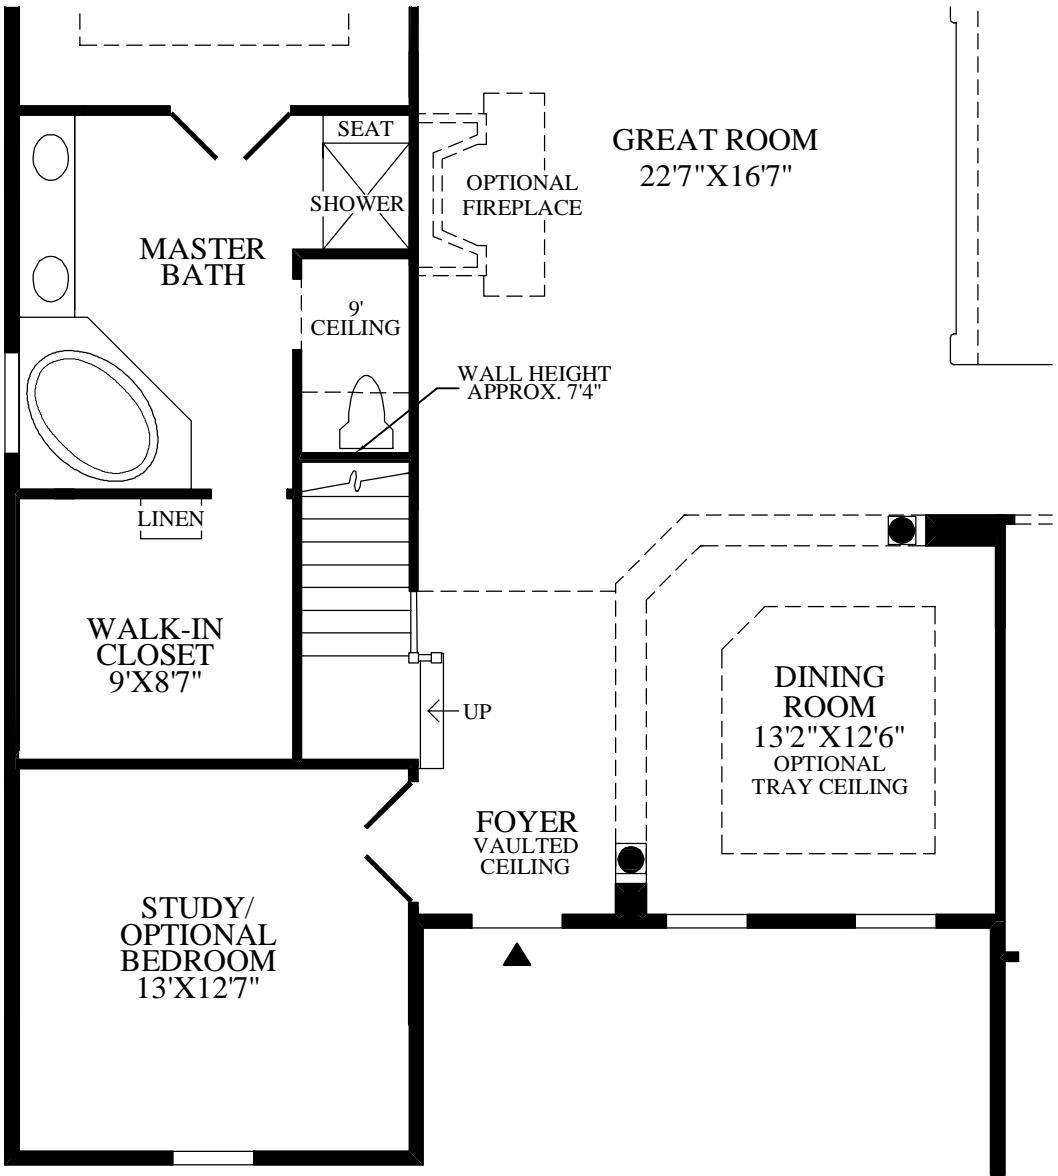 SEAT
SHOWER
GREAT ROOM
22'7"X16'7"
OPTIONAL
FIREPLACE
MASTER
BATH
9'
CEILING
WALL HEIGHT
APPROX. 7'4"
LINEN
WALK-IN
CLOSET
9'X8'7"
UP
DINING
ROOM
13'2"X12'6"
OPTIONAL
TRAY CEILING
FOYER
VAULTED
CEILING
STUDY/
OPTIONAL
BEDROOM
13'X12'7"